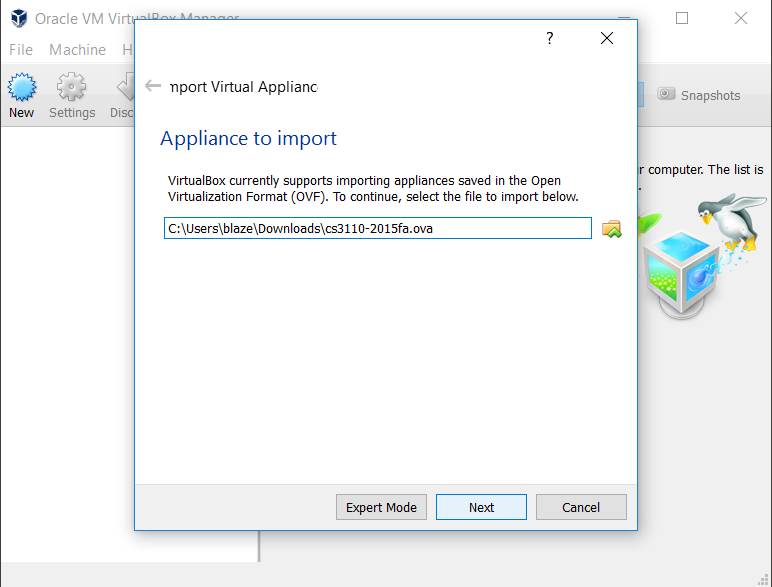 Oracle VM VirtualBox Manager
File Machine H
New Settings Disc
Snapshots
?
mport Virtual Applianc
Appliance to import
VirtualBox currently supports importing appliances saved in the Open
Virtualization Format (OVF). To continue, select the file to import below.
C:\Users\blaze\Downloads\cs3110-2015fa.ova
r computer. The list is
Expert Mode Next Cancel